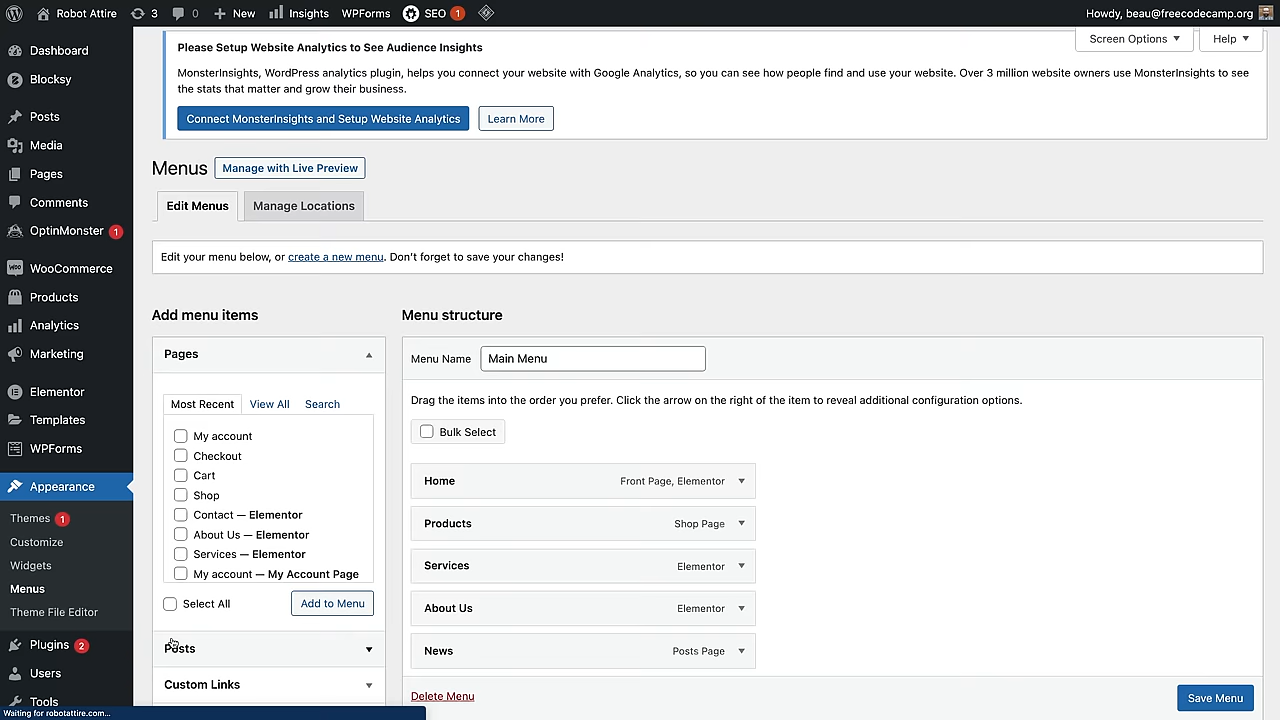 Robot Attire 3 0 + New Insights WPForms SEO 1 Howdy, beau@freecodecamp.org
Screen Options ▼ Help ▼
Please Setup Website Analytics to See Audience Insights
MonsterInsights, WordPress analytics plugin, helps you connect your website with Google Analytics, so you can see how people find and use your website. Over 3 million website owners use MonsterInsights to see
the stats that matter and grow their business.
Connect MonsterInsights and Setup Website Analytics Learn More
Dashboard
Blocksy
Posts
Media
Pages
Comments
OptinMonster 1
WooCommerce
Products
Analytics
Marketing
Elementor
Templates
WPForms
Appearance
Themes 1
Customize
Widgets
Menus
Theme File Editor
Plugins 2
Users
Tools
Menus Manage with Live Preview
Edit Menus Manage Locations
Edit your menu below, or create a new menu. Don't forget to save your changes!
Add menu items
Pages
Most Recent View All Search
My account
Checkout
Cart
Shop
Contact — Elementor
About Us — Elementor
Services — Elementor
My account — My Account Page
Select All Add to Menu
Posts
Custom Links
Menu structure
Menu Name Main Menu
Drag the items into the order you prefer. Click the arrow on the right of the item to reveal additional configuration options.
Bulk Select
Home Front Page, Elementor
Products Shop Page
Services Elementor
About Us Elementor
News Posts Page
Delete Menu Save Menu
Waiting for robotattire.com...